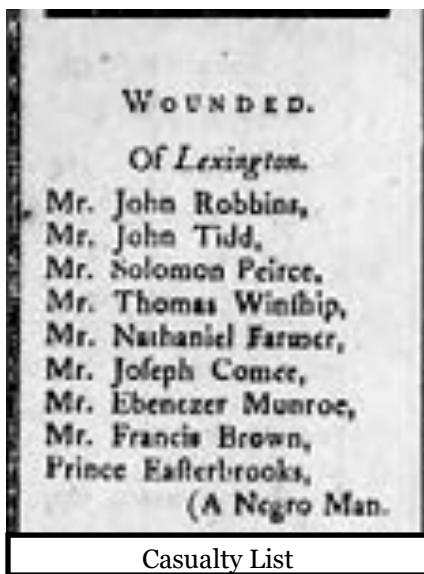 WOUNDED.
Of Lexington.
Mr. John Robbins,
Mr. John Tidd,
Mr. Solomon Peirce,
Mr. Thomas Winſhip,
Mr. Nathaniel Farmer,
Mr. Joſeph Comee,
Mr. Ebenezer Munroe,
Mr. Francis Brown,
Prince Eaſterbrooks,
(A Negro Man.
Casualty List